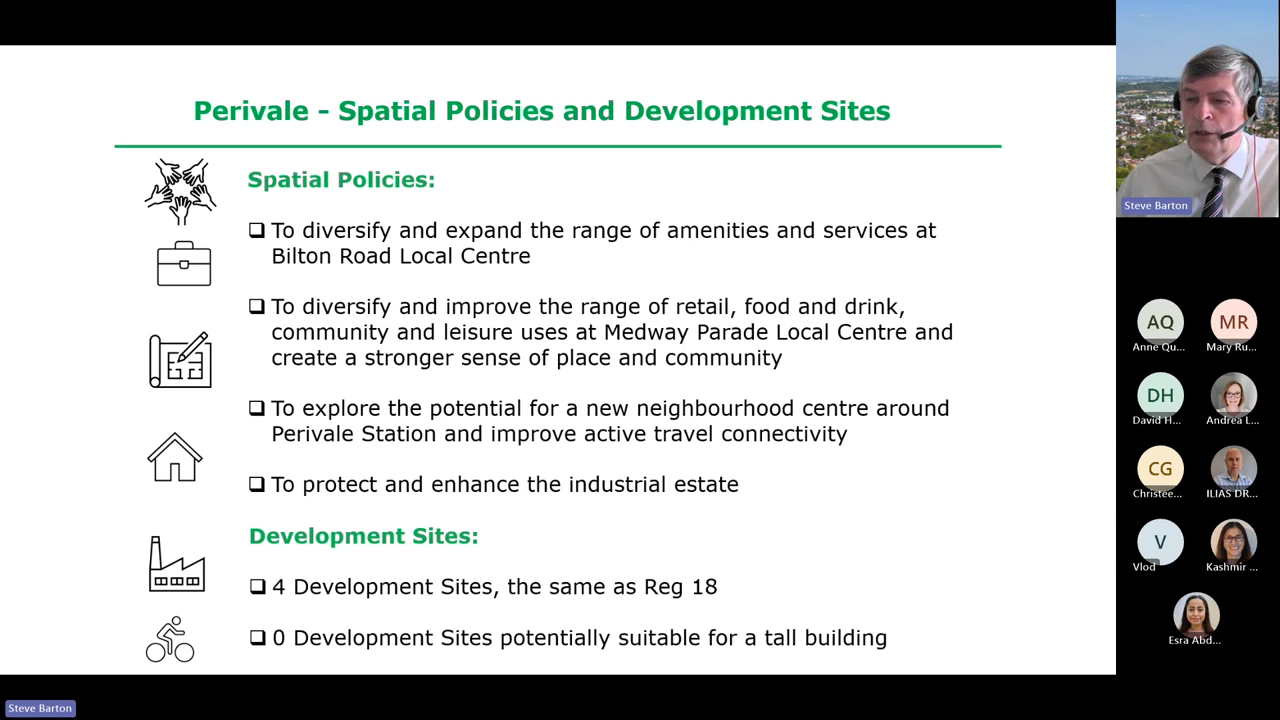 Perivale - Spatial Policies and Development Sites
Spatial Policies:
To diversify and expand the range of amenities and services at
Bilton Road Local Centre
To diversify and improve the range of retail, food and drink,
community and leisure uses at Medway Parade Local Centre and
create a stronger sense of place and community
To explore the potential for a new neighbourhood centre around
Perivale Station and improve active travel connectivity
To protect and enhance the industrial estate
Development Sites:
4 Development Sites, the same as Reg 18
0 Development Sites potentially suitable for a tall building
Steve Barton
AQ
Anne Qu...
MR
Mary Ru...
DH
David H...
Andrea L...
CG
Christee...
ILIAS DR...
V
Vlod
Kashmir ...
Esra Abd...
Steve Barton